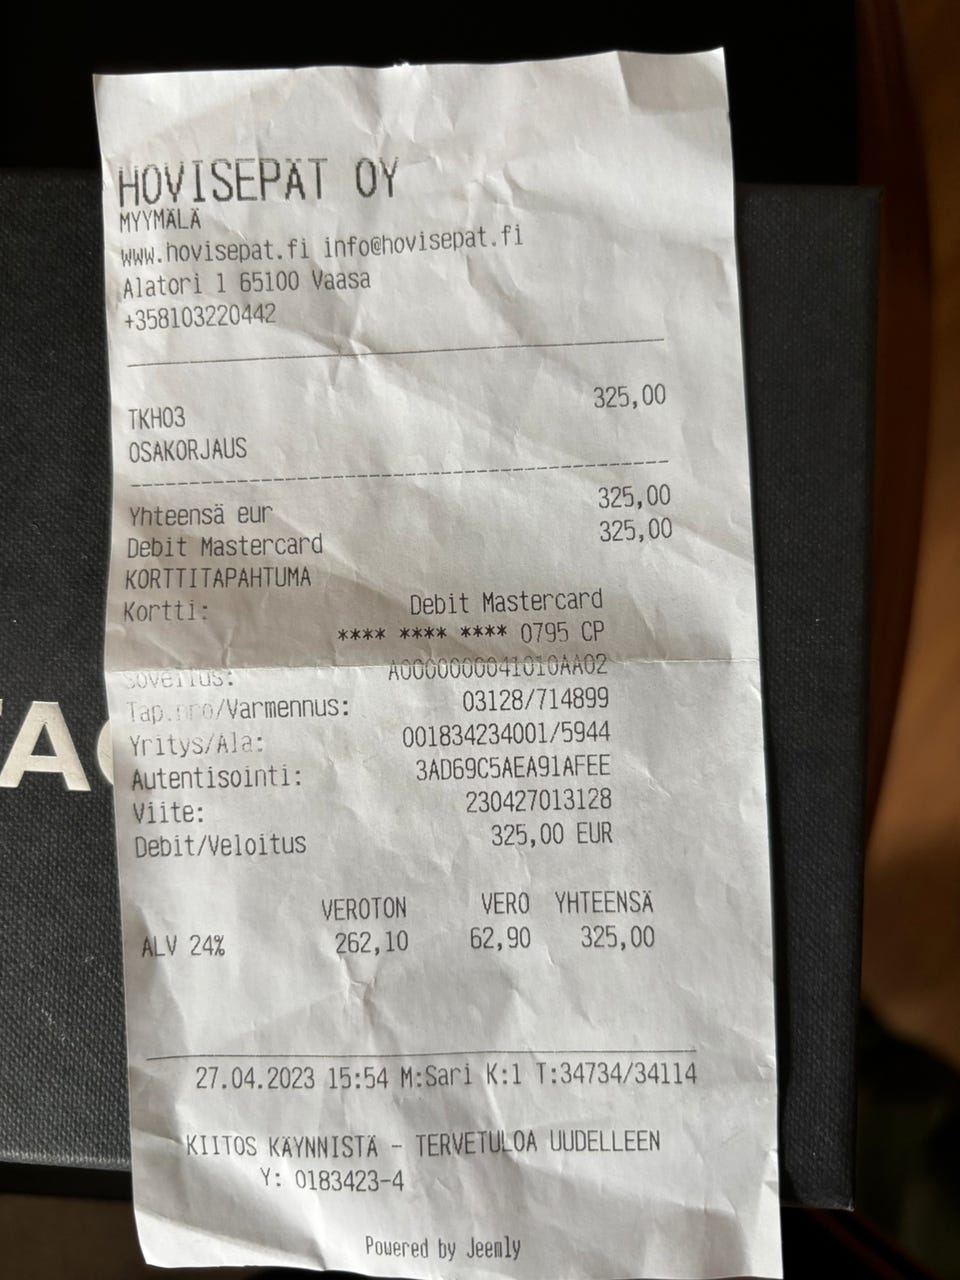 HOVISEPÄT OY
MYYMÄLÄ
www.hovisepat.fi info@hovisepat.fi
Alatori 1 65100 Vaasa
+358103220442
TKH03 325,00
OSAKORJAUS
Yhteensä eur 325,00
Debit Mastercard 325,00
KORTTITAPAHTUMA
Kortti: Debit Mastercard
**** **** **** 0795 CP
Sovellus: A0000000041010AA02
Tap.nro/Varmennus: 03128/714899
Yritys/Ala: 001834234001/5944
Autentisointi: 3AD69C5AEA91AFEE
Viite: 230427013128
Debit/Veloitus 325,00 EUR
VEROTON VERO YHTEENSÄ
ALV 24% 262,10 62,90 325,00
27.04.2023 15:54 M:Sari K:1 T:34734/34114
KIITOS KÄYNNISTÄ - TERVETULOA UUDELLEEN
Y: 0183423-4
Powered by Jeemly